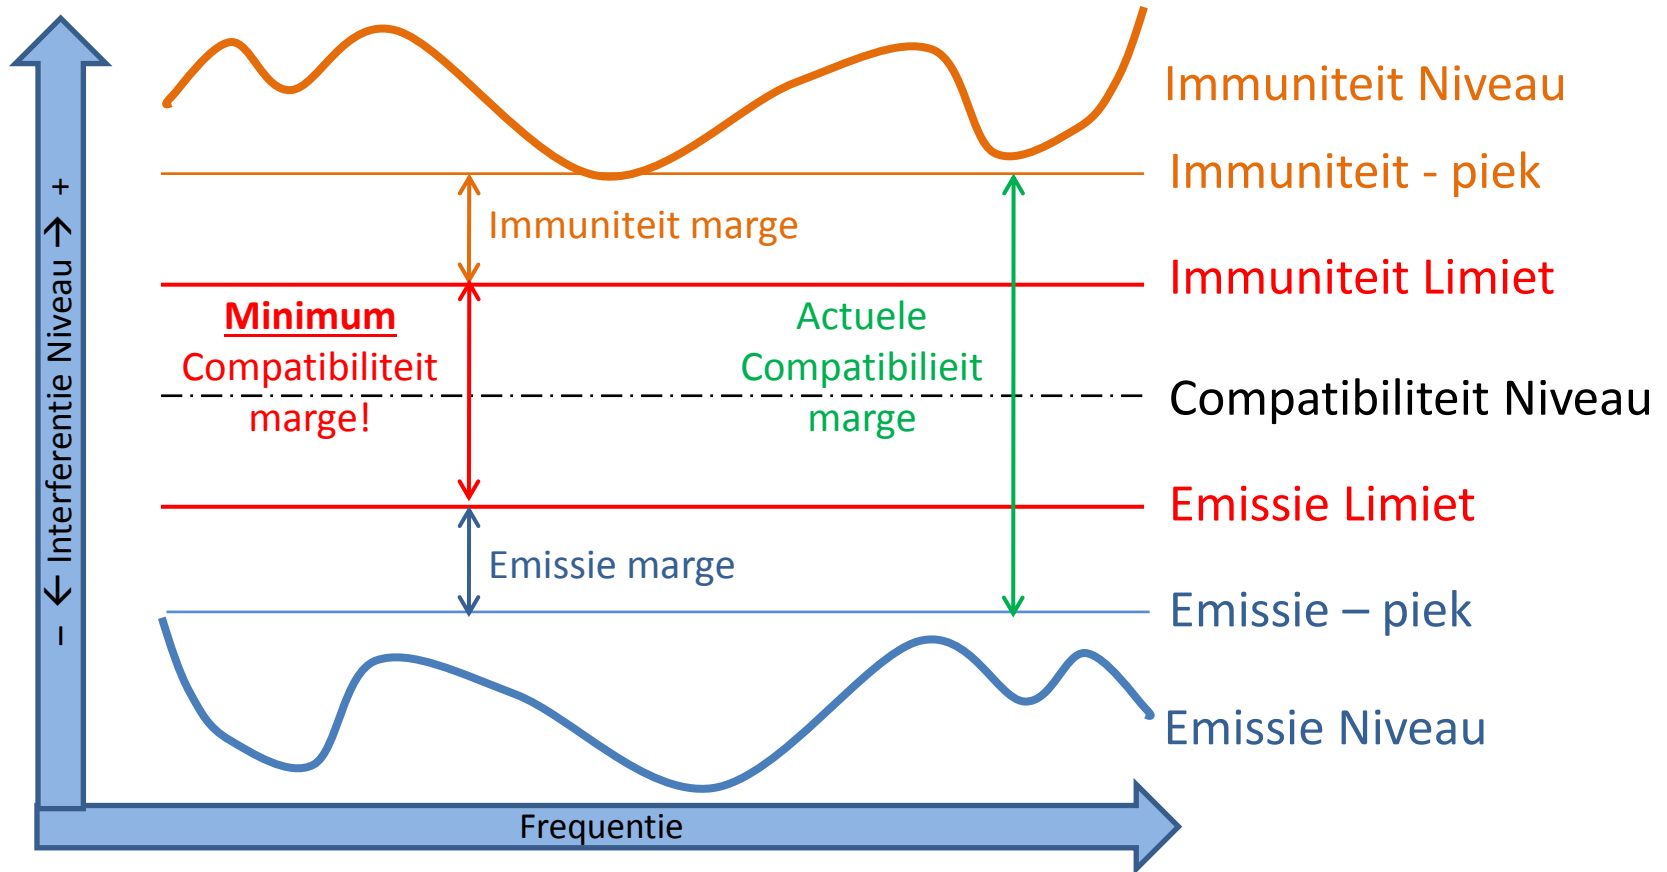 Immuniteit Niveau
Immuniteit - piek
Immuniteit marge
Immuniteit Limiet
Minimum
Compatibiliteit
marge!
Actuele
Compatibilieit
marge
Compatibiliteit Niveau
Emissie Limiet
Emissie marge
Emissie – piek
Emissie Niveau
− ← Interferentie Niveau → +
Frequentie